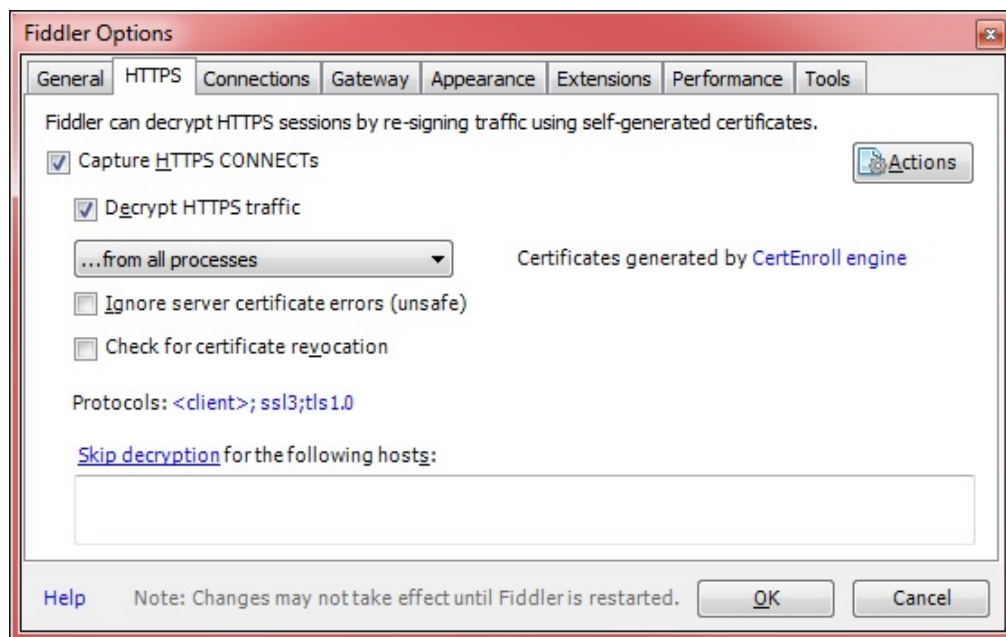 Fiddler Options
General HTTPS Connections Gateway Appearance Extensions Performance Tools
Fiddler can decrypt HTTPS sessions by re-signing traffic using self-generated certificates.
Capture HTTPS CONNECTs
Actions
Decrypt HTTPS traffic
...from all processes
Certificates generated by CertEnroll engine
Ignore server certificate errors (unsafe)
Check for certificate revocation
Protocols: <client>; ssl3;tls1.0
Skip decryption for the following hosts:
Help
Note: Changes may not take effect until Fiddler is restarted.
OK
Cancel